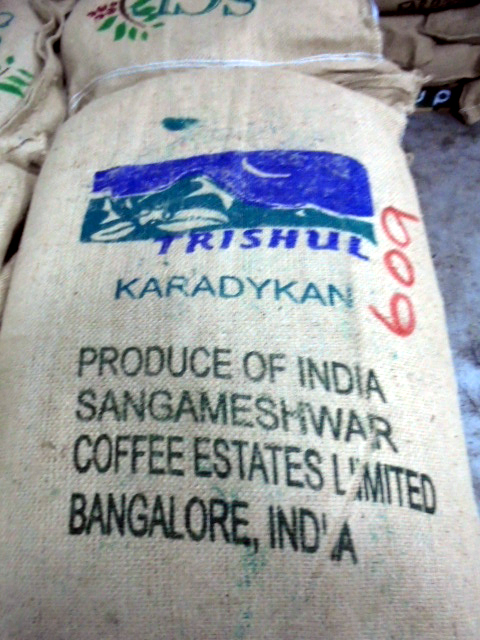 TRISHUL
KARADYKAN
609
PRODUCE OF INDIA
SANGAMESHWAR
COFFEE ESTATES LIMITED
BANGALORE, INDIA